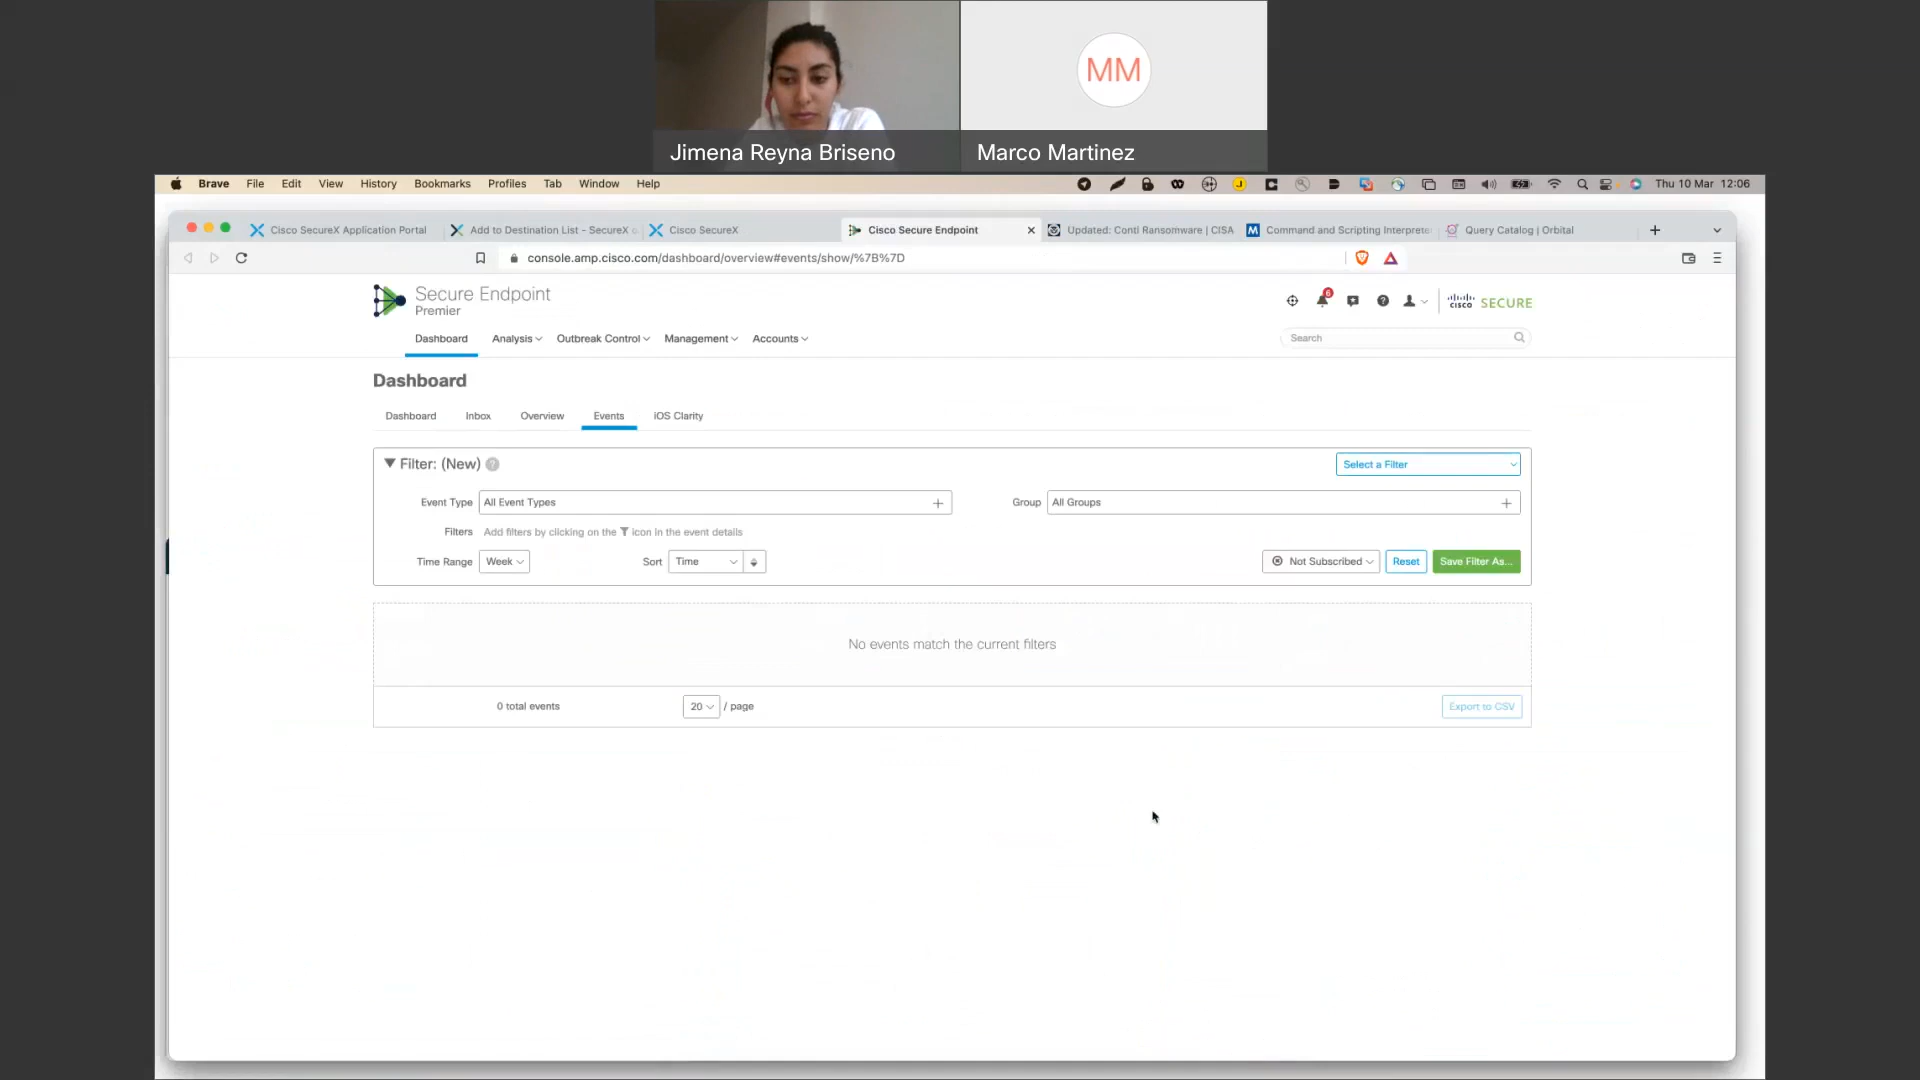 MM
Jimena Reyna Briseno
Marco Martinez
Brave File Edit View History Bookmarks Profiles Tab Window Help
Thu 10 Mar 12:06
Cisco SecureX Application Portal
Add to Destination List - SecureX
Cisco SecureX
Cisco Secure Endpoint
Updated: Conti Ransomware | CISA
Command and Scripting Interprete
Query Catalog | Orbital
console.amp.cisco.com/dashboard/overview#events/show/%7B%7D
Secure Endpoint
Premier
6
CISCO SECURE
Dashboard Analysis Outbreak Control Management Accounts
Search
Dashboard
Dashboard Inbox Overview Events iOS Clarity
Filter: (New) ?
Select a Filter
Event Type All Event Types
Group All Groups
Filters Add filters by clicking on the icon in the event details
Time Range Week
Sort Time
Not Subscribed
Reset
Save Filter As...
No events match the current filters
0 total events
20 / page
Export to CSV